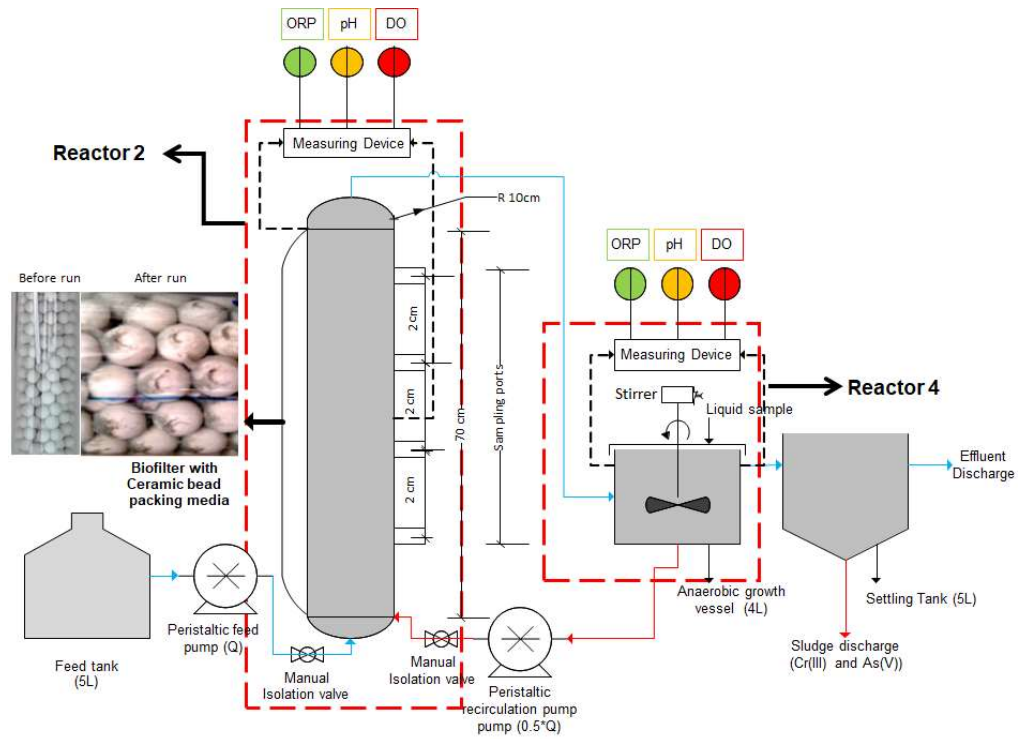 ORP
pH
DO
Measuring Device
Reactor 2
R 10cm
Before run
After run
2 cm
2 cm
2 cm
70 cm
Sampling ports
Biofilter with
Ceramic bead
packing media
ORP
pH
DO
Measuring Device
Reactor 4
Stirrer
Liquid sample
Effluent
Discharge
Feed tank
(5L)
Peristaltic feed
pump (Q)
Manual
Isolation valve
Manual
Isolation valve
Peristaltic
recirculation pump
pump (0.5*Q)
Anaerobic growth
vessel (4L)
Settling Tank (5L)
Sludge discharge
(Cr(III) and As(V))